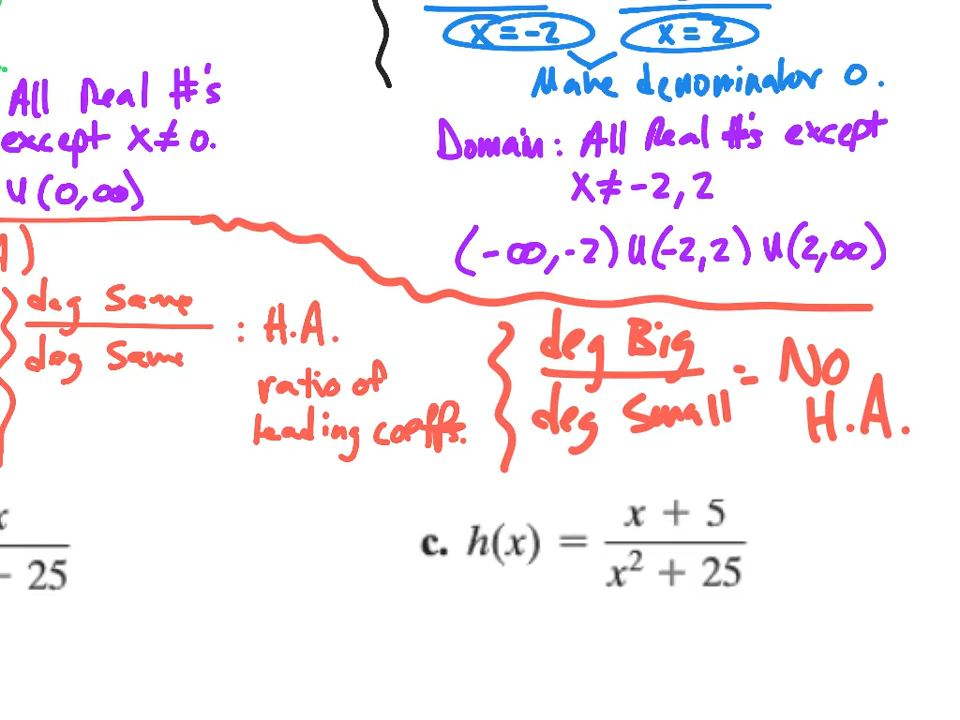 x = -2 x = 2
Make denominator 0.
All Real #'s
except x ≠ 0.
U (0,∞)
Domain: All Real #'s except
x ≠ -2, 2
(-∞,-2) U (-2,2) U (2,∞)
)
deg Same
deg Same
: H.A.
ratio of
leading coeffs.
deg Big
deg Small
= No
H.A.
- 25
c. h(x) = x + 5
x² + 25